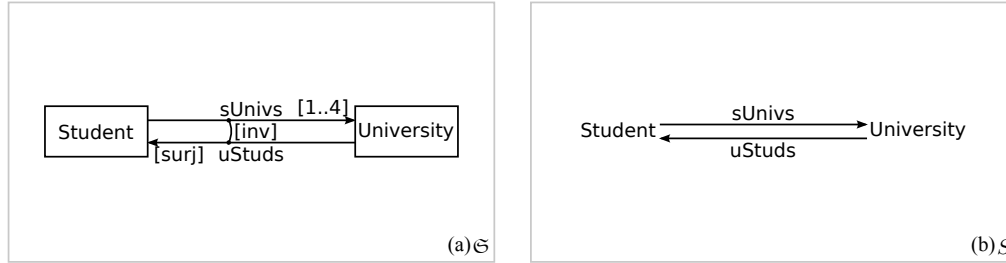 sUnivs [1..4]
Student [inv] University
[surj] uStuds
(a) 𝔖
sUnivs
Student University
uStuds
(b) S